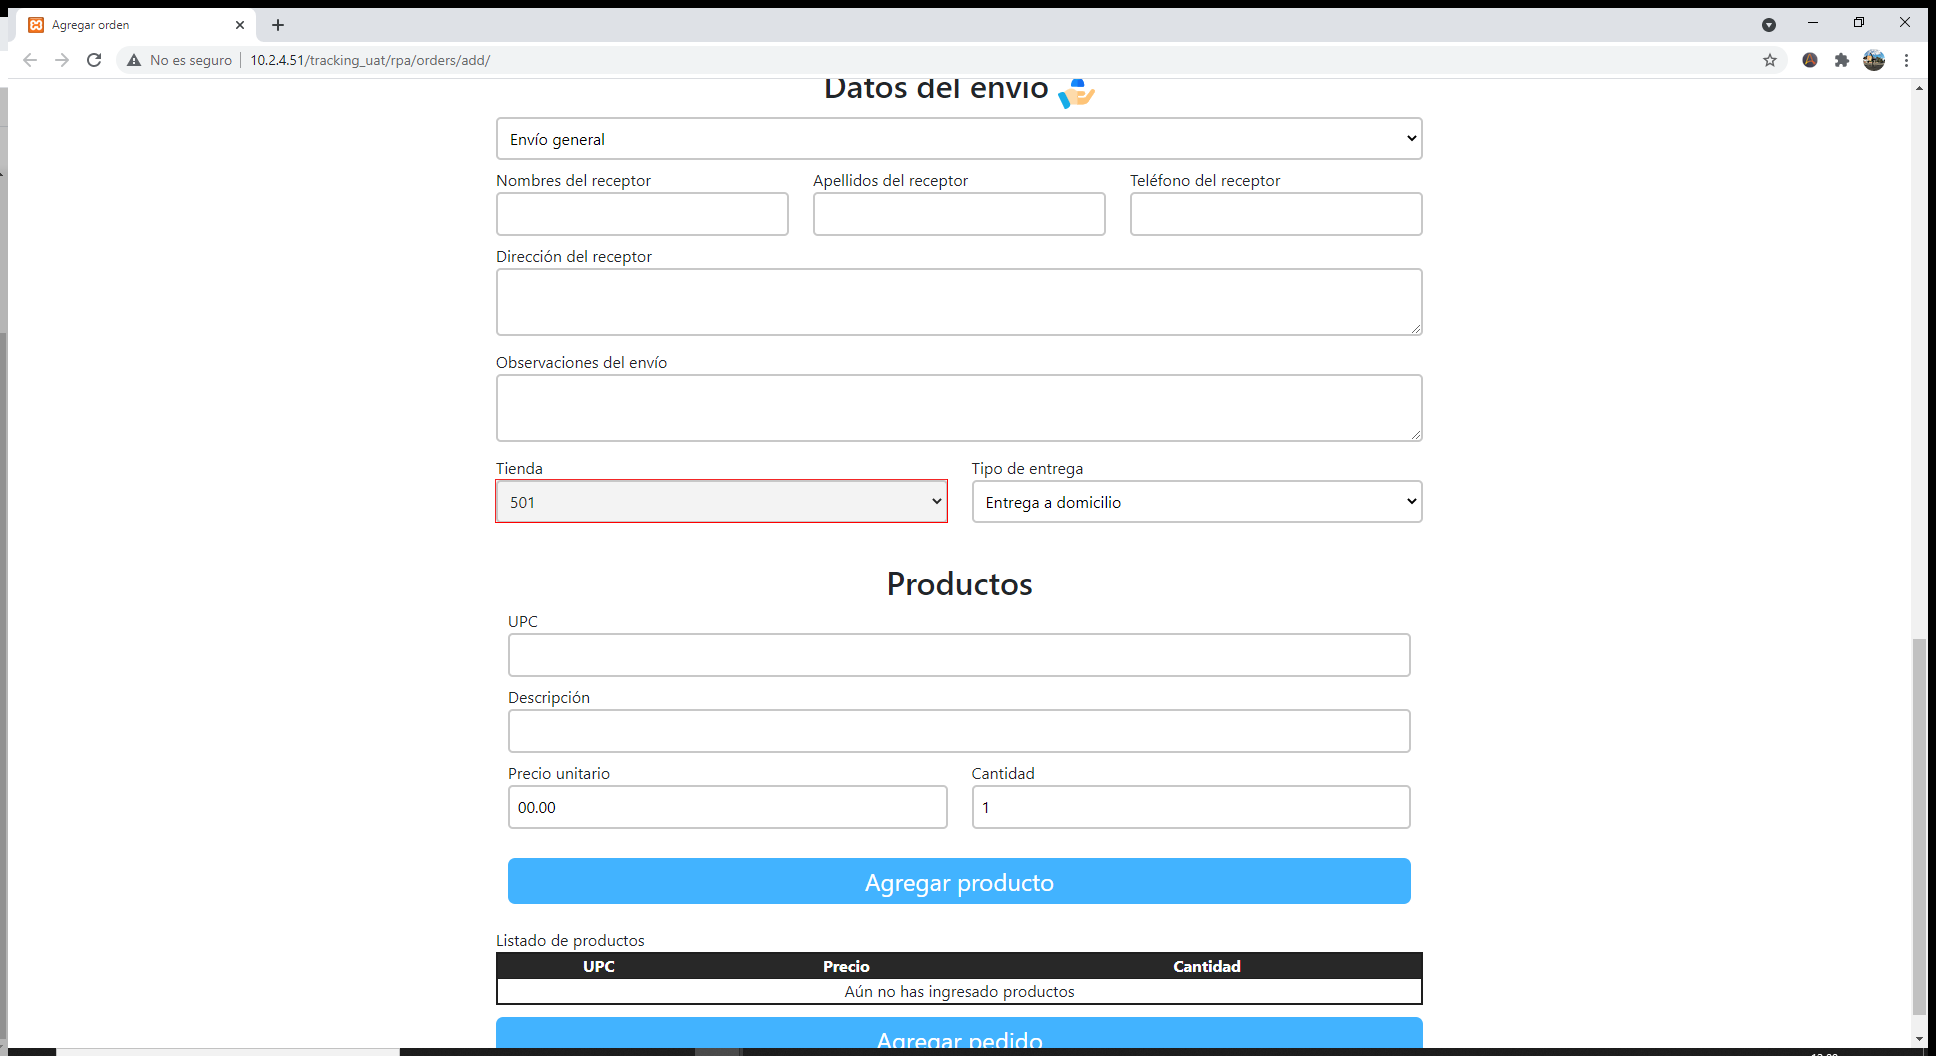 Agregar orden
No es seguro
10.2.4.51/tracking_uat/rpa/orders/add/
Datos del envío
Envío general
Nombres del receptor
Apellidos del receptor
Teléfono del receptor
Dirección del receptor
Observaciones del envío
Tienda
Tipo de entrega
501
Entrega a domicilio
Productos
UPC
Descripción
Precio unitario
Cantidad
00.00
1
Agregar producto
Listado de productos
UPC Precio Cantidad
Aún no has ingresado productos
Agregar pedido